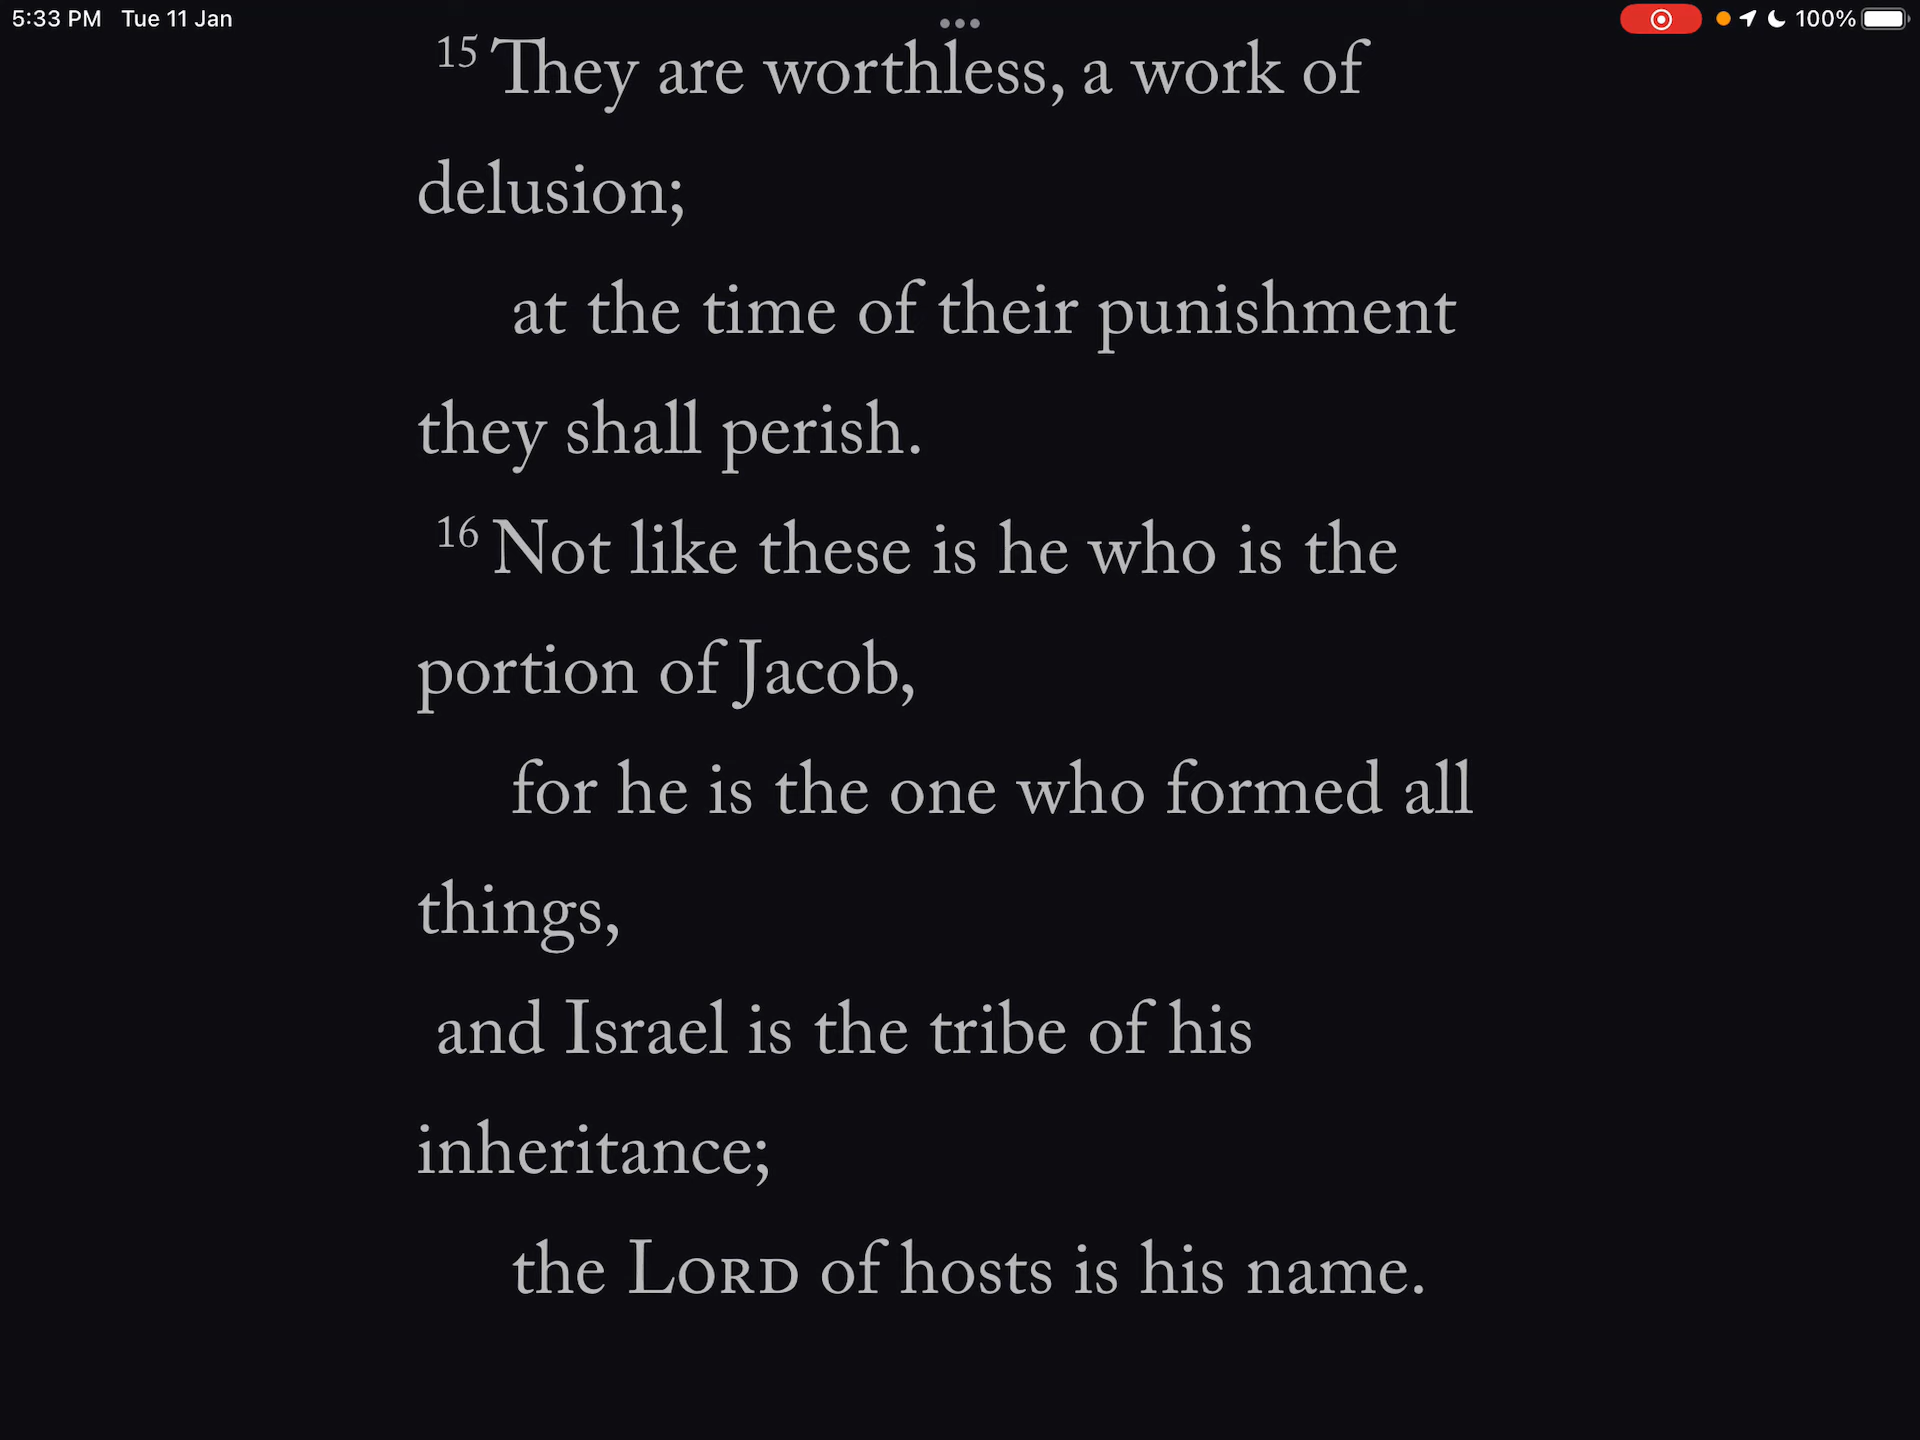 5:33 PM Tue 11 Jan 100%
15 They are worthless, a work of
delusion;
at the time of their punishment
they shall perish.
16 Not like these is he who is the
portion of Jacob,
for he is the one who formed all
things,
and Israel is the tribe of his
inheritance;
the LORD of hosts is his name.